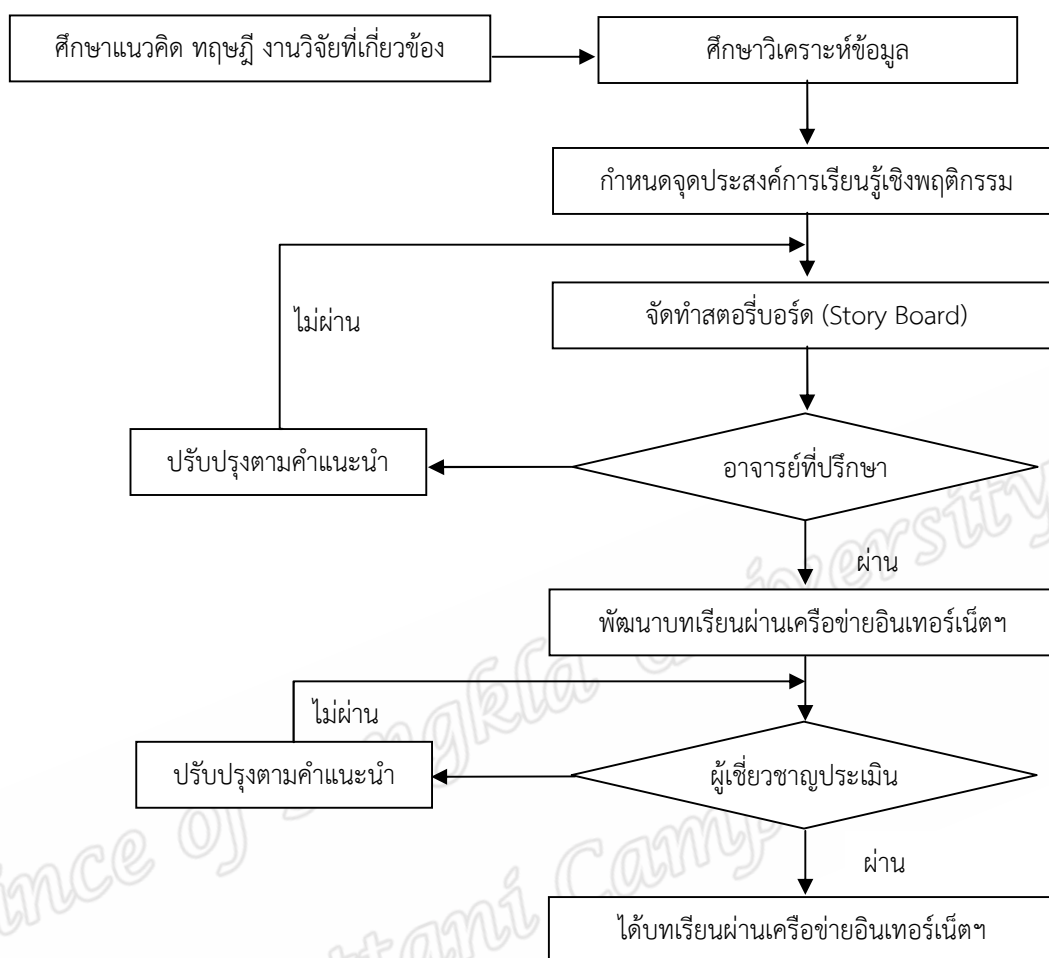 ศึกษาแนวคิด ทฤษฎี งานวิจัยที่เกี่ยวข้อง
ศึกษาวิเคราะห์ข้อมูล
กำหนดจุดประสงค์การเรียนรู้เชิงพฤติกรรม
จัดทำสตอรี่บอร์ด (Story Board)
ไม่ผ่าน
ปรับปรุงตามคำแนะนำ
อาจารย์ที่ปรึกษา
ผ่าน
พัฒนาบทเรียนผ่านเครือข่ายอินเทอร์เน็ตฯ
ไม่ผ่าน
ปรับปรุงตามคำแนะนำ
ผู้เชี่ยวชาญประเมิน
ผ่าน
ได้บทเรียนผ่านเครือข่ายอินเทอร์เน็ตฯ